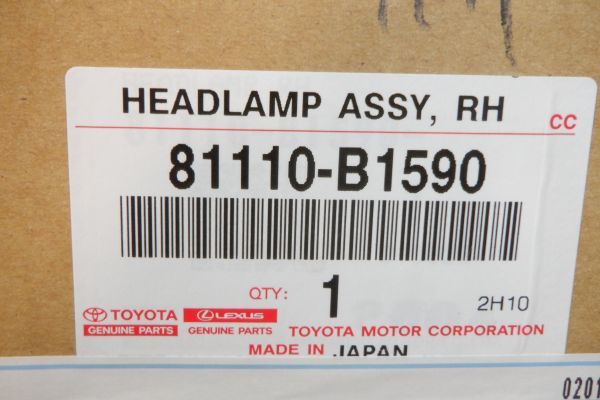 HEADLAMP ASSY, RH
CC
81110-B1590
QTY: 1 2H10
TOYOTA LEXUS
GENUINE PARTS GENUINE PARTS TOYOTA MOTOR CORPORATION
MADE IN JAPAN
0201